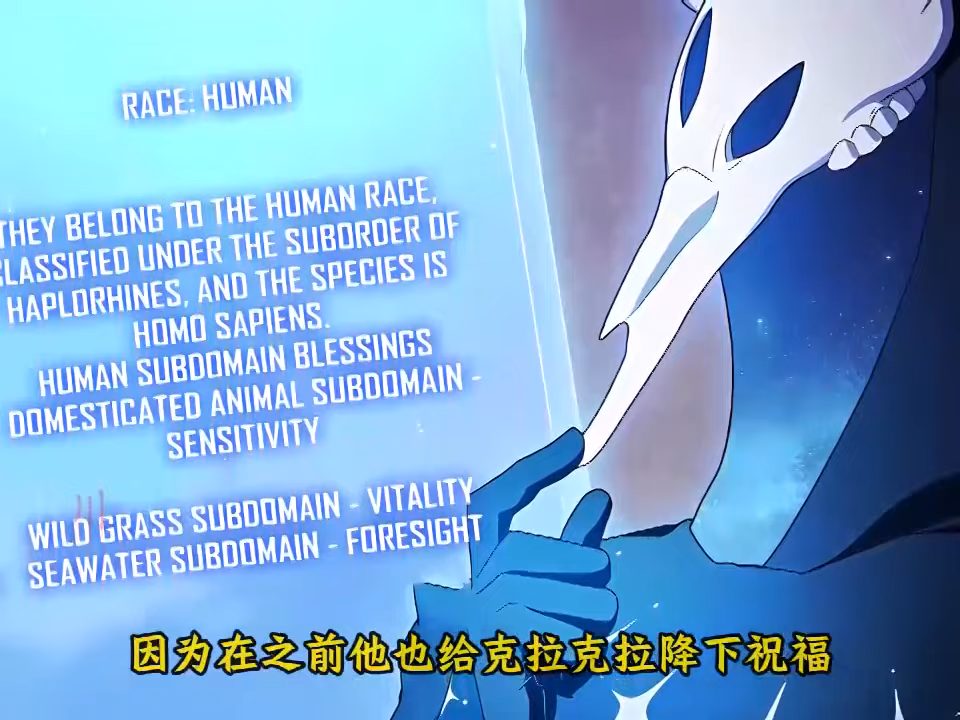 RACE: HUMAN
THEY BELONG TO THE HUMAN RACE,
CLASSIFIED UNDER THE SUBORDER OF
HAPLORHINES, AND THE SPECIES IS
HOMO SAPIENS.
HUMAN SUBDOMAIN BLESSINGS
DOMESTICATED ANIMAL SUBDOMAIN -
SENSITIVITY
WILD GRASS SUBDOMAIN - VITALITY
SEAWATER SUBDOMAIN - FORESIGHT
因为在之前他也给克拉克拉降下祝福